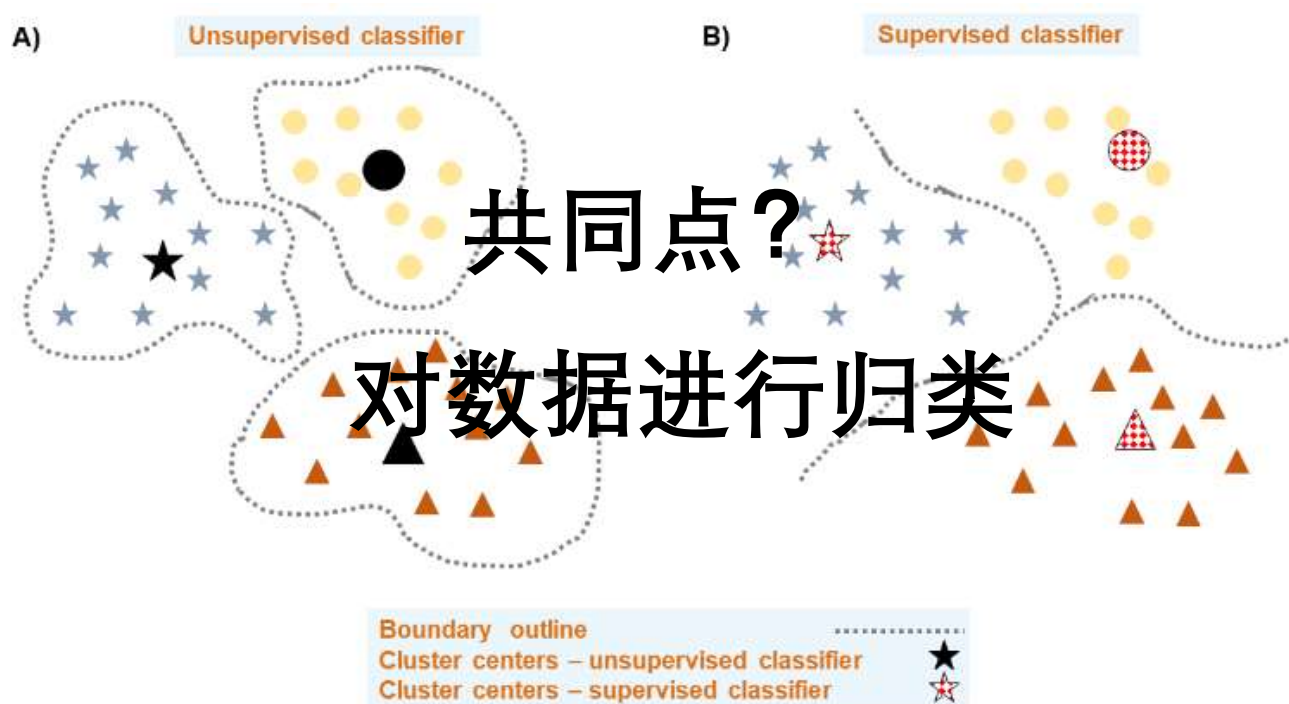 A)
Unsupervised classifier
B)
Supervised classifier
共同点?
对数据进行归类
Boundary outline
Cluster centers – unsupervised classifier
Cluster centers – supervised classifier